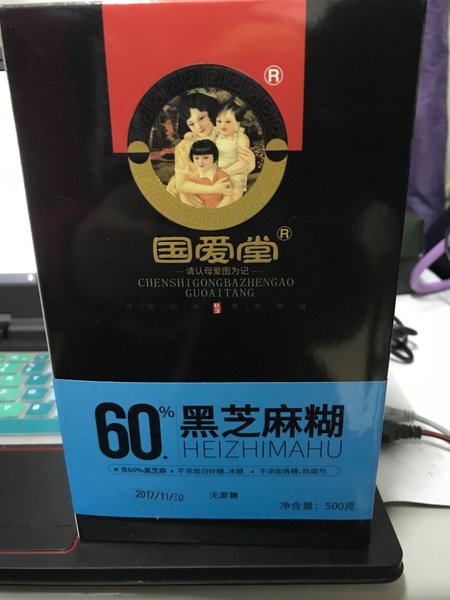 ®
国爱堂®
请认母爱图为记
CHENSHIGONGBAZHENGAO
GUOAITANG
60%
黑芝麻糊
HEIZHIMAHU
含60%黑芝麻 不添加白砂糖、冰糖 不添加香精、防腐剂
2017/11/30 无蔗糖
净含量：500克